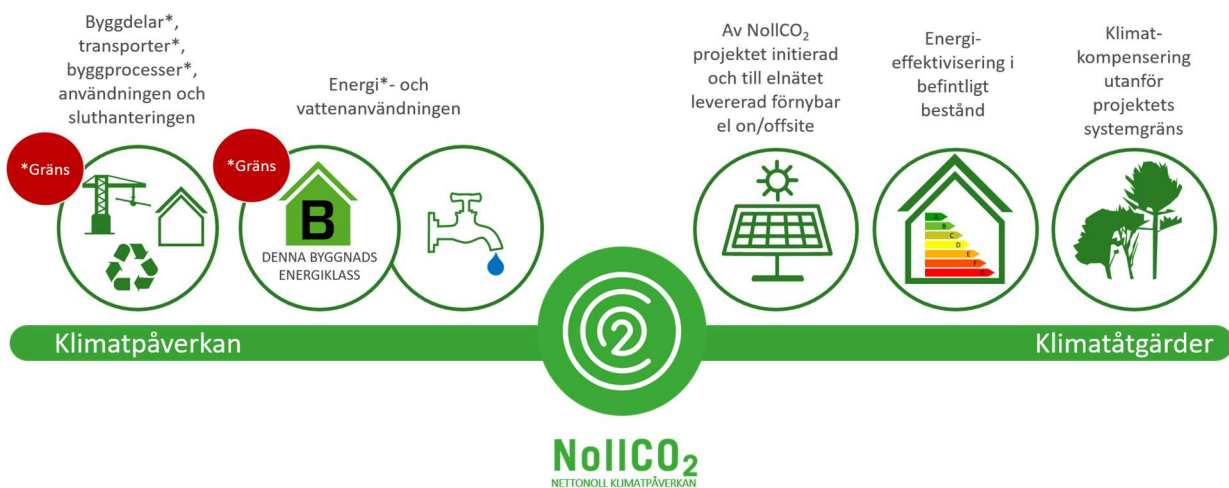 Byggdelar*,
transporter*,
byggprocesser*,
användningen och
sluthanteringen
Energi*- och
vattenanvändningen
Av NollCO₂
projektet initierad
och till elnätet
levererad förnybar
el on/offsite
Energi-
effektivisering i
befintligt
bestånd
Klimat-
kompensering
utanför
projektets
systemgräns
*Gräns
*Gräns
B
DENNA BYGGNADS
ENERGIKLASS
A
B
C
D
E
F
G
Klimatpåverkan
2
Klimatåtgärder
NollCO₂
NETTONOLL KLIMATPÅVERKAN